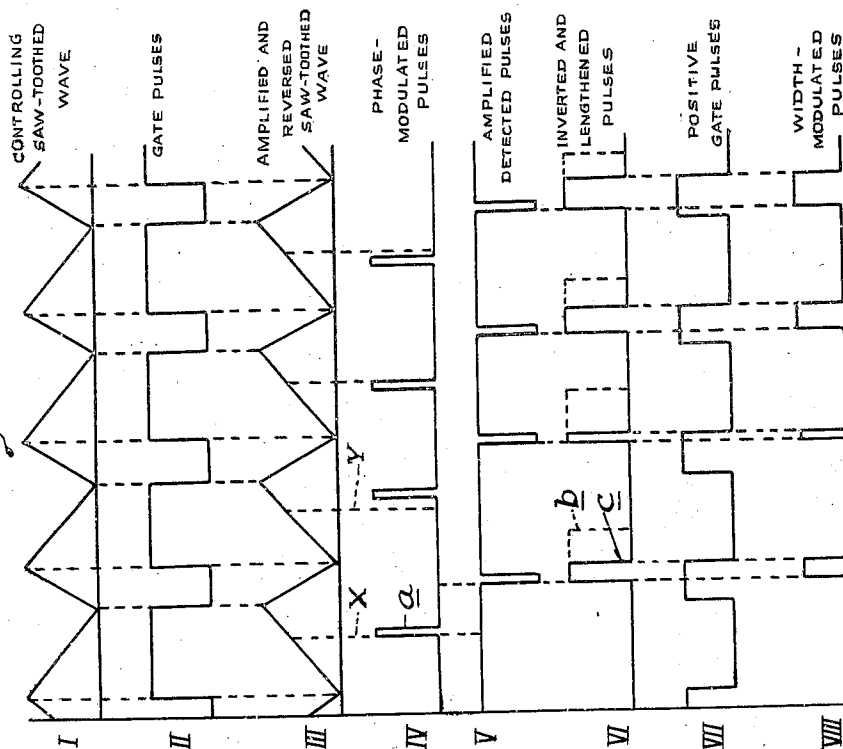 CONTROLLING
SAW-TOOTHED
WAVE
GATE PULSES
AMPLIFIED AND
REVERSED
SAW-TOOTHED
WAVE
PHASE-
MODULATED
PULSES
AMPLIFIED
DETECTED PULSES
INVERTED AND
LENGTHENED
PULSES
POSITIVE
GATE PULSES
WIDTH-
MODULATED
PULSES
X
Y
a
b
c
I
II
III
IV
V
VI
VII
VIII